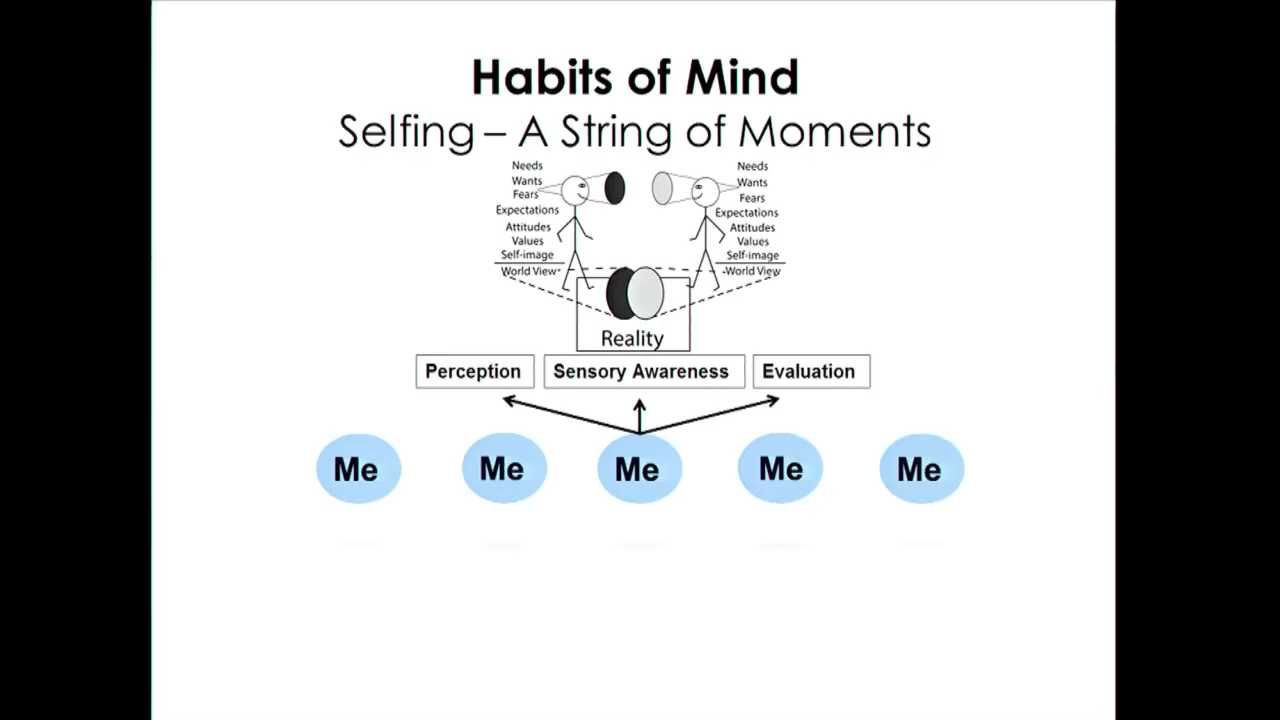 Habits of Mind
Selfing – A String of Moments
Needs
Wants
Fears
Expectations
Attitudes
Values
Self-image
World View
Needs
Wants
Fears
Expectations
Attitudes
Values
Self-image
World View
Reality
Perception
Sensory Awareness
Evaluation
Me
Me
Me
Me
Me